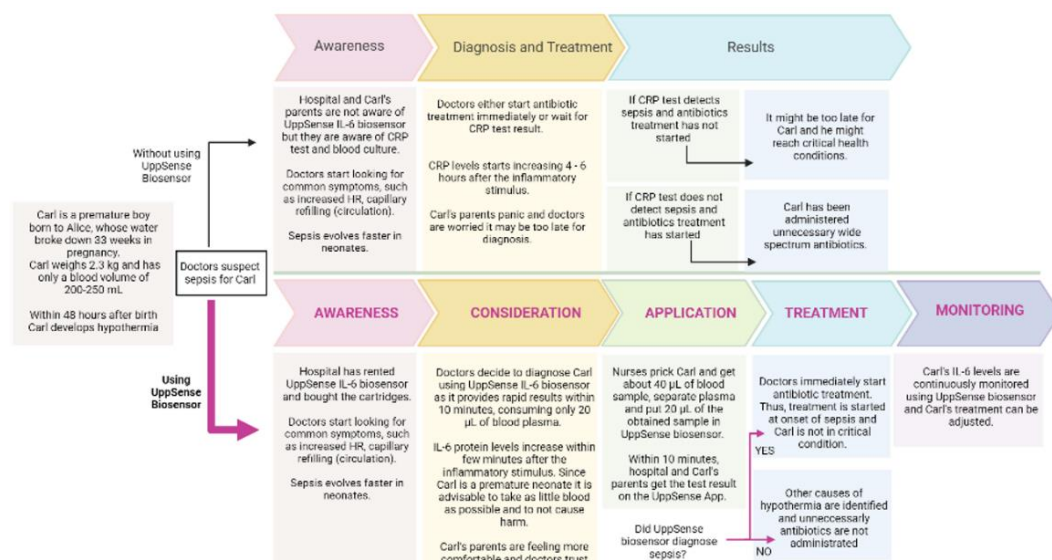 Awareness
Diagnosis and Treatment
Results
Hospital and Carl's
parents are not aware of
UppSense IL-6 biosensor
but they are aware of CRP
test and blood culture.
Doctors start looking for
common symptoms, such
as increased HR, capillary
refilling (circulation).
Sepsis evolves faster in
neonates.
Doctors either start antibiotic
treatment immediately or wait for
CRP test result.
CRP levels starts increasing 4 - 6
hours after the inflammatory
stimulus.
Carl's parents panic and doctors
are worried it may be too late for
diagnosis.
If CRP test detects
sepsis and antibiotics
treatment has not
started
It might be too late for
Carl and he might
reach critical health
conditions.
If CRP test does not
detect sepsis and
antibiotics treatment
has started
Carl has been
administered
unnecessary wide
spectrum antibiotics.
Without using
UppSense
Biosensor
Carl is a premature boy
born to Alice, whose water
broke down 33 weeks in
pregnancy.
Carl weighs 2.3 kg and has
only a blood volume of
200-250 mL
Within 48 hours after birth
Carl develops hypothermia
Doctors suspect
sepsis for Carl
Using
UppSense
Biosensor
AWARENESS
CONSIDERATION
APPLICATION
TREATMENT
MONITORING
Hospital has rented
UppSense IL-6 biosensor
and bought the cartridges.
Doctors start looking for
common symptoms, such
as increased HR, capillary
refilling (circulation).
Sepsis evolves faster in
neonates.
Doctors decide to diagnose Carl
using UppSense IL-6 biosensor
as it provides rapid results within
10 minutes, consuming only 20
µL of blood plasma.
IL-6 protein levels increase within
few minutes after the
inflammatory stimulus. Since
Carl is a premature neonate it is
advisable to take as little blood
as possible and to not cause
harm.
Carl's parents are feeling more
comfortable and doctors trust
Nurses prick Carl and get
about 40 µL of blood
sample, separate plasma
and put 20 µL of the
obtained sample in
UppSense biosensor.
Within 10 minutes,
hospital and Carl's
parents get the test result
on the UppSense App.
Did UppSense
biosensor diagnose
sepsis?
YES
NO
Doctors immediately start
antibiotic treatment.
Thus, treatment is started
at onset of sepsis and
Carl is not in critical
condition.
Other causes of
hypothermia are identified
and unneccessarly
antibiotics are not
administrated
Carl's IL-6 levels are
continuously monitored
using UppSense biosensor
and Carl's treatment can be
adjusted.